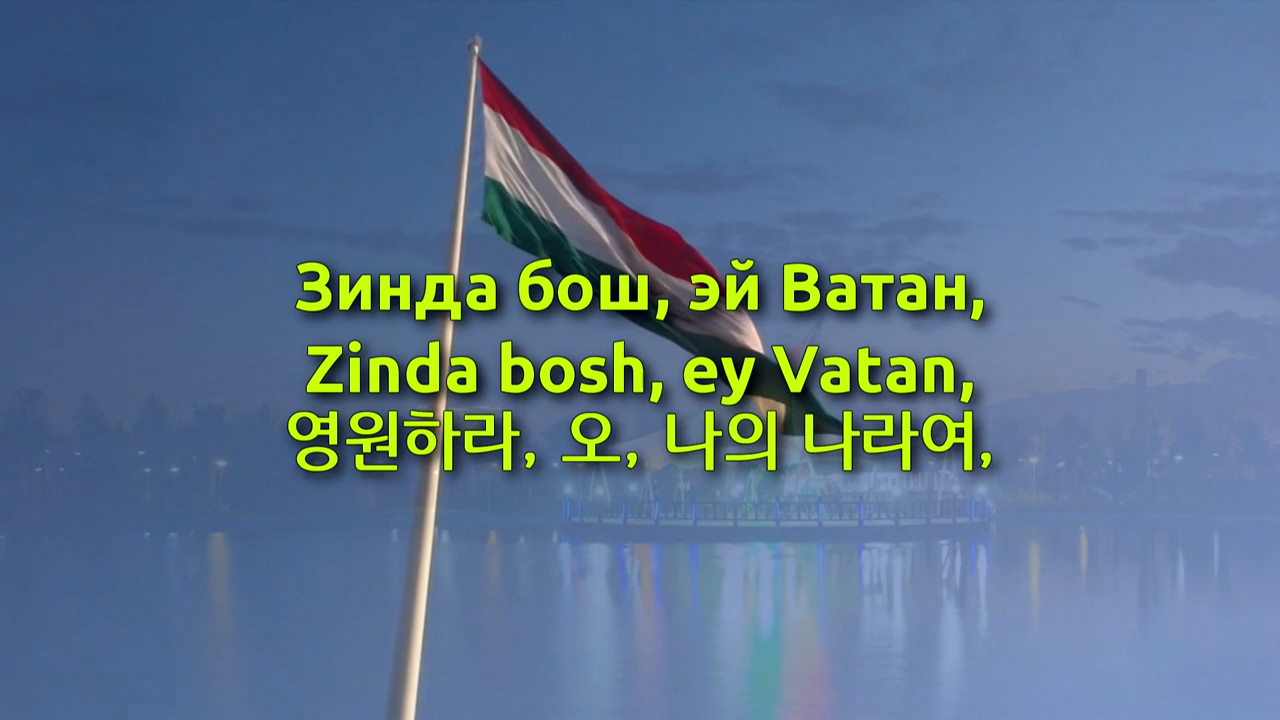 Зинда бош, эй Ватан,
Zinda bosh, ey Vatan,
영원하라, 오, 나의 나라여,